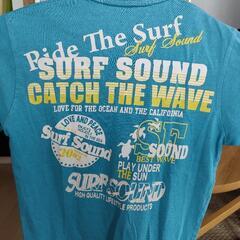 Ride The Surf
Surf Sound
SURF SOUND
CATCH THE WAVE
LOVE FOR THE OCEAN AND THE CALIFORNIA
LOVE AND PEACE
Surf Sound
SF
SOUND
BEST WAVE
PLAY UNDER
THE SUN
SURF SOUND
HIGH QUALITY LIFESTYLE PRODUCTS